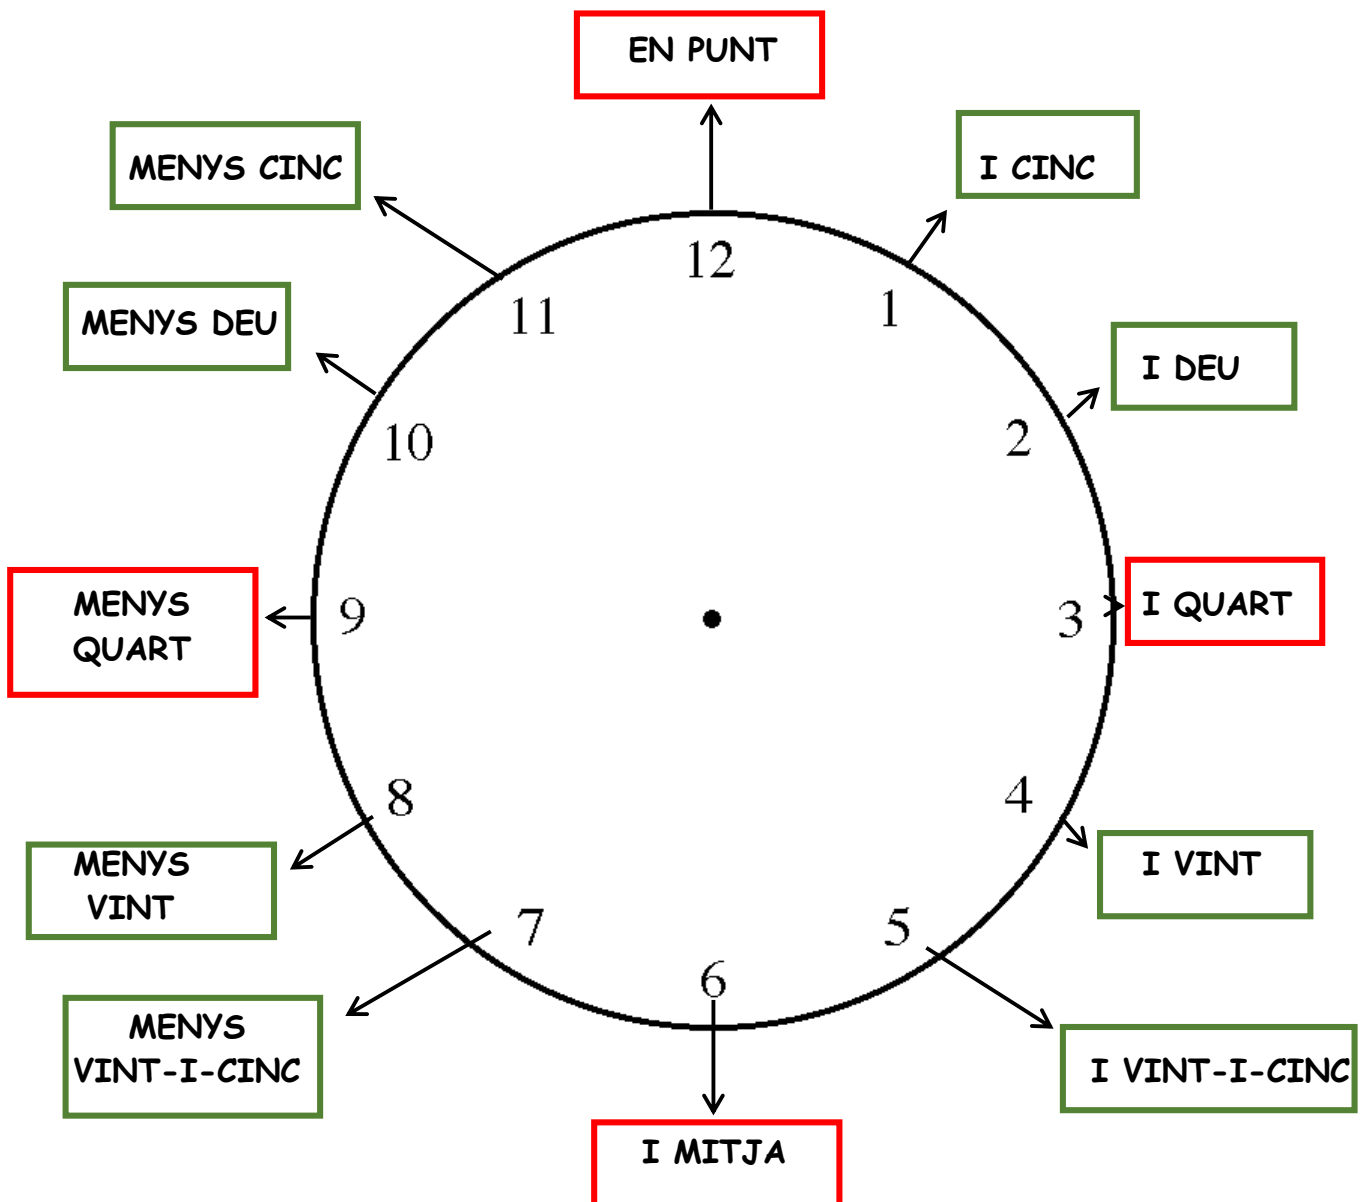 EN PUNT
MENYS CINC
I CINC
12
11
1
MENYS DEU
I DEU
10
2
MENYS
QUART
9
3
I QUART
8
4
MENYS
VINT
I VINT
7
5
6
MENYS
VINT-I-CINC
I VINT-I-CINC
I MITJA